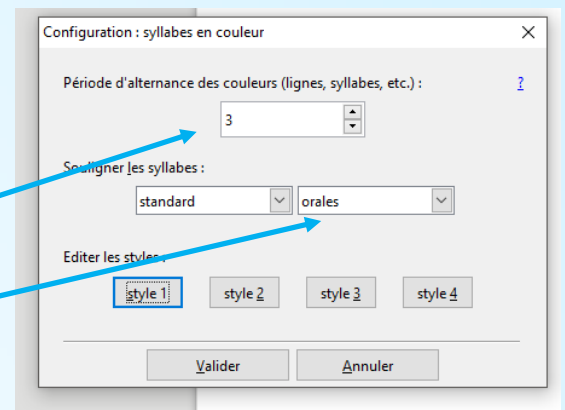 Configuration : syllabes en couleur
Période d'alternance des couleurs (lignes, syllabes, etc.) : ?
3
Souligner les syllabes :
standard orales
Editer les styles :
style 1 style 2 style 3 style 4
Valider Annuler